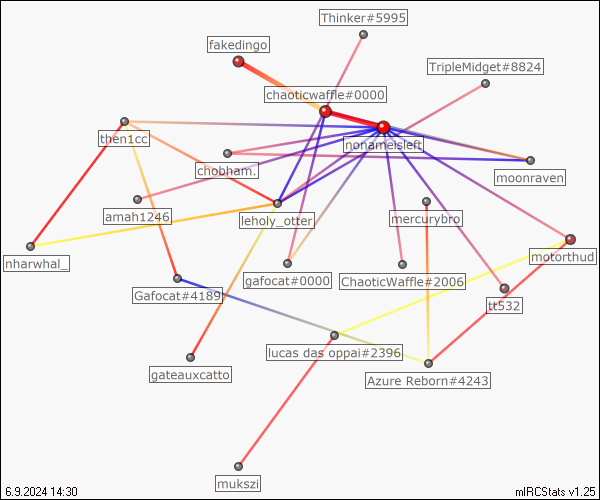 Thinker#5995
fakedingo
TripleMidget#8824
chaoticwaffle#0000
then1cc
nonameisleft
chobham.
moonraven
amah1246
leholy_otter
mercurybro
nharwhal_
gafocat#0000
ChaoticWaffle#2006
motorthud
Gafocat#4189
tt532
lucas das oppai#2396
gateauxcatto
Azure Reborn#4243
mukszi
6.9.2024 14:30
mIRCStats v1.25